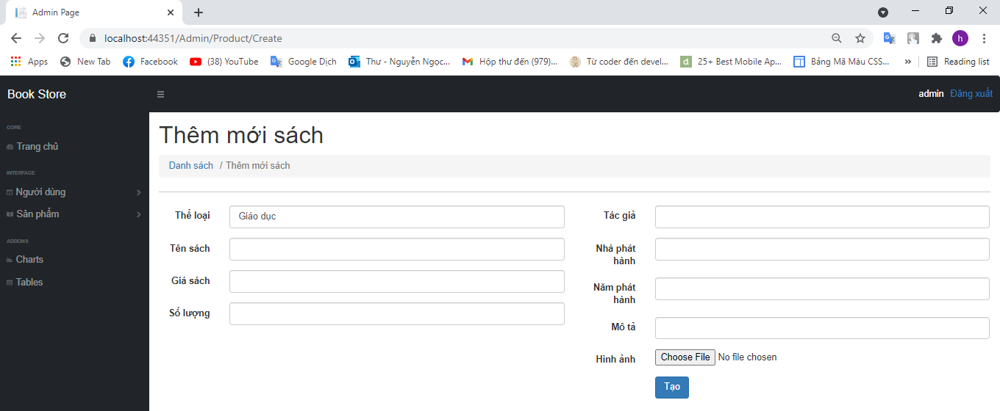 Admin Page
localhost:44351/Admin/Product/Create
h
Apps
New Tab
Facebook
(38) YouTube
Google Dịch
Thư - Nguyễn Ngọc...
Hộp thư đến (979)...
Từ coder đến devel...
d
25+ Best Mobile Ap...
Bảng Mã Màu CSS...
»
Reading list
Book Store
admin Đăng xuất
CORE
Trang chủ
INTERFACE
Người dùng
Sản phẩm
ADDONS
Charts
Tables
Thêm mới sách
Danh sách / Thêm mới sách
Thể loại
Giáo dục
Tên sách
Giá sách
Số lượng
Tác giả
Nhà phát
hành
Năm phát
hành
Mô tả
Hình ảnh
Choose File No file chosen
Tạo